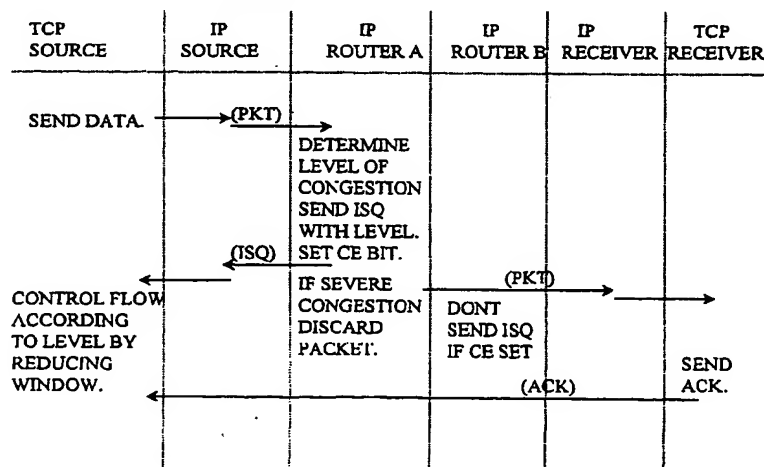 TCP SOURCE
IP SOURCE
IP ROUTER A
IP ROUTER B
IP RECEIVER
TCP RECEIVER
SEND DATA.
(PKT)
DETERMINE
LEVEL OF
CONGESTION
SEND ISQ
WITH LEVEL.
SET CE BIT.
(ISQ)
IF SEVERE
CONGESTION
DISCARD
PACKET.
(PKT)
DONT
SEND ISQ
IF CE SET
CONTROL FLOW
ACCORDING
TO LEVEL BY
REDUCING
WINDOW.
SEND
ACK.
(ACK)